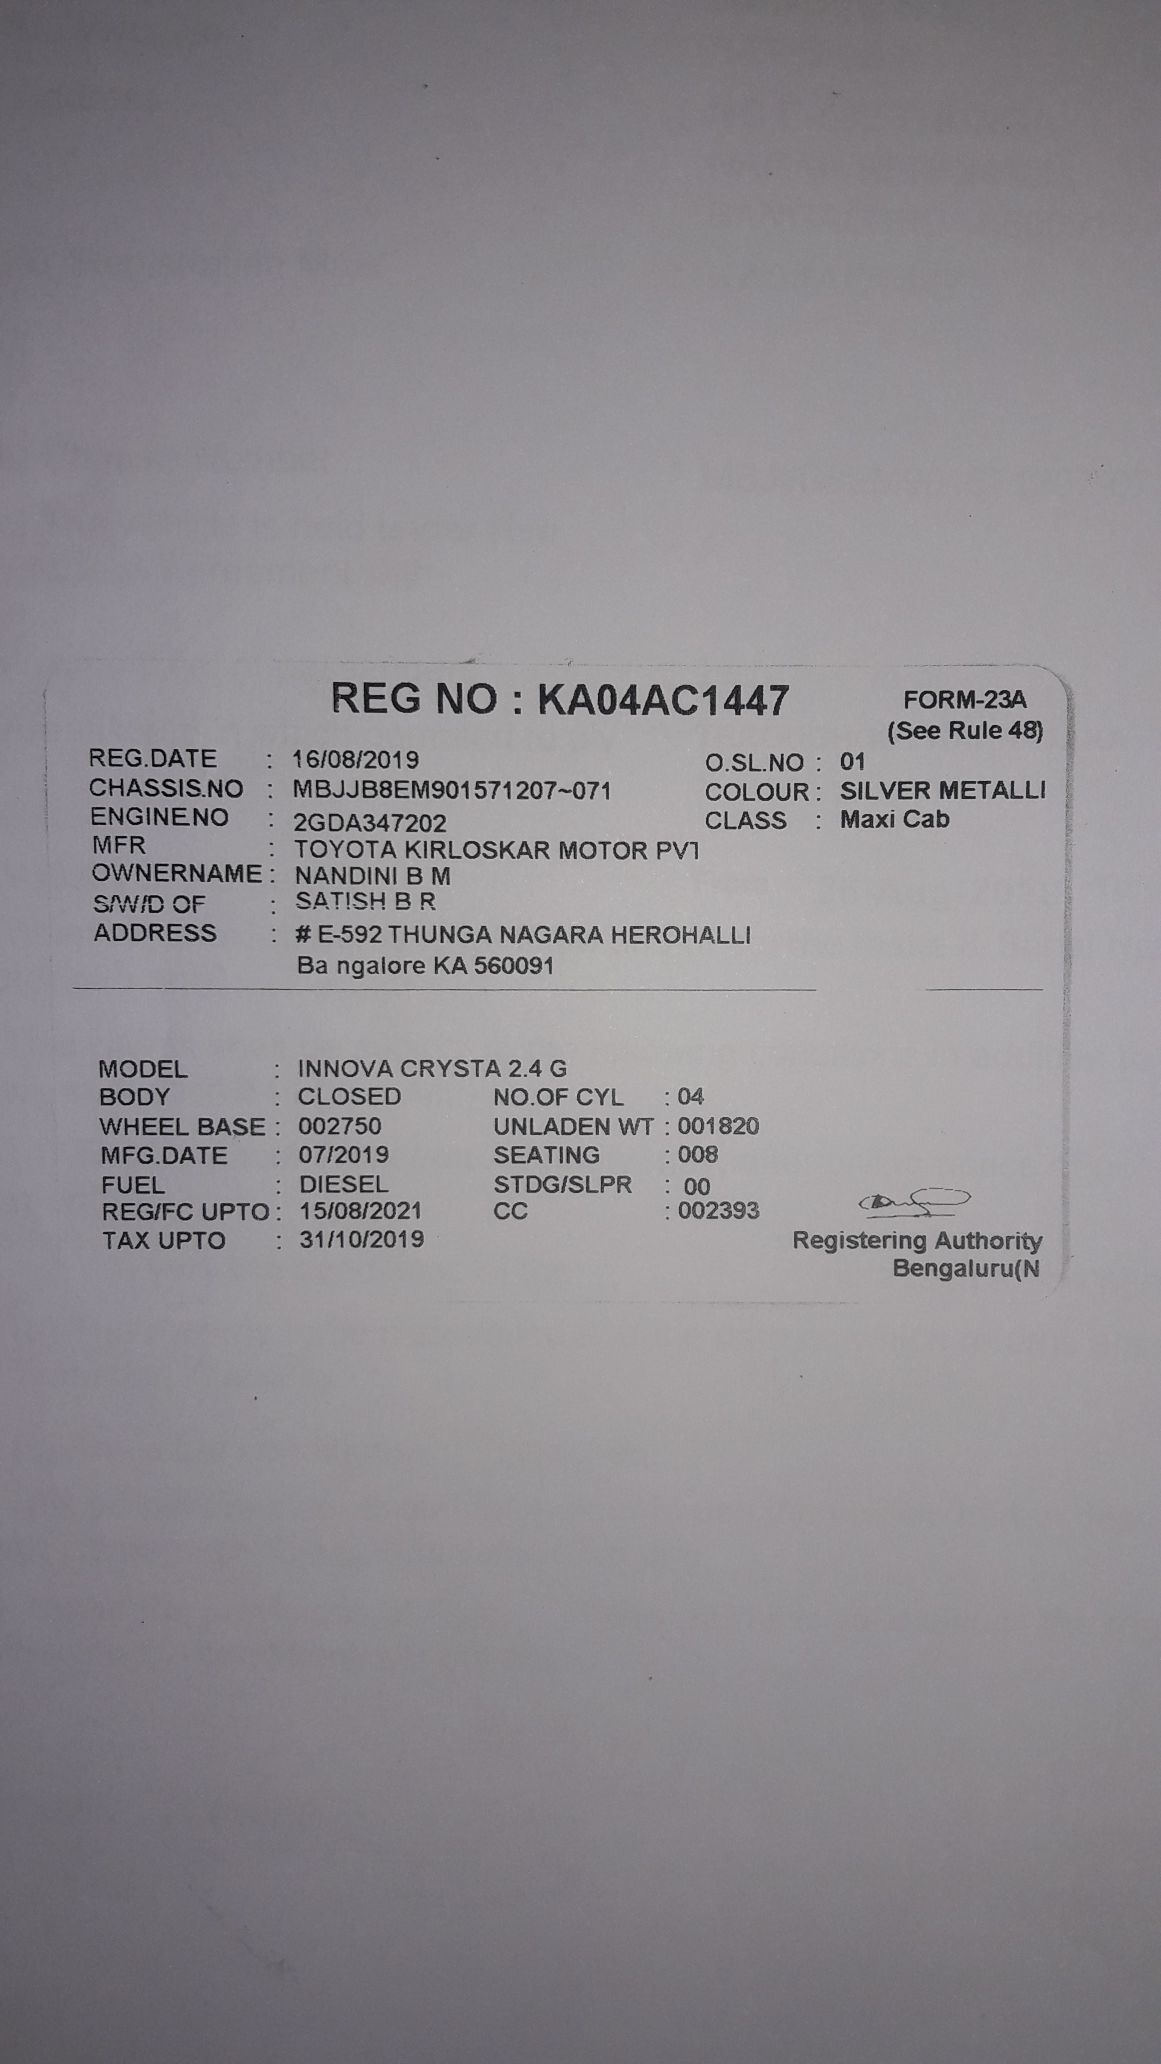 REG NO : KA04AC1447
FORM-23A
(See Rule 48)
REG.DATE : 16/08/2019
O.SL.NO : 01
CHASSIS.NO : MBJJB8EM901571207~071
COLOUR : SILVER METALLI
ENGINE.NO : 2GDA347202
CLASS : Maxi Cab
MFR : TOYOTA KIRLOSKAR MOTOR PVT
OWNERNAME : NANDINI B M
S/W/D OF : SATISH B R
ADDRESS : # E-592 THUNGA NAGARA HEROHALLI
Ba ngalore KA 560091
MODEL : INNOVA CRYSTA 2.4 G
BODY : CLOSED NO.OF CYL : 04
WHEEL BASE : 002750 UNLADEN WT : 001820
MFG.DATE : 07/2019 SEATING : 008
FUEL : DIESEL STDG/SLPR : 00
REG/FC UPTO : 15/08/2021 CC : 002393
TAX UPTO : 31/10/2019
Registering Authority
Bengaluru(N